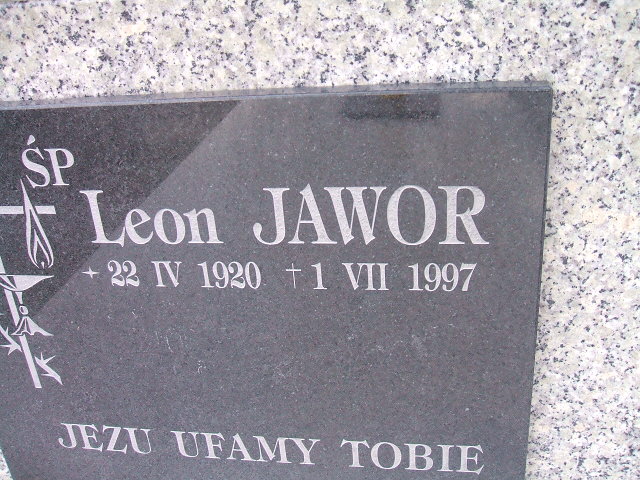 ŚP
Leon JAWOR
22 IV 1920 † 1 VII 1997
JEZU UFAMY TOBIE